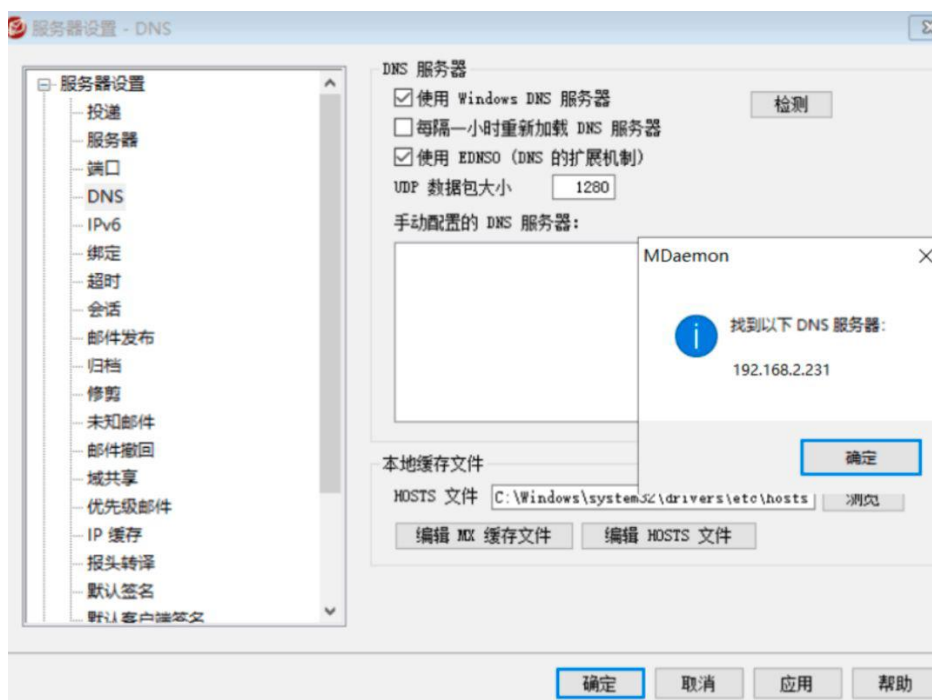 服务器设置 - DNS
服务器设置
投递
服务器
端口
DNS
IPv6
绑定
超时
会话
邮件发布
归档
修剪
未知邮件
邮件撤回
域共享
优先级邮件
IP 缓存
报头转译
默认签名
默认客户端签名
DNS 服务器
使用 Windows DNS 服务器
检测
每隔一小时重新加载 DNS 服务器
使用 EDNSO (DNS 的扩展机制)
UDP 数据包大小 1280
手动配置的 DNS 服务器:
MDaemon
找到以下 DNS 服务器:
192.168.2.231
确定
本地缓存文件
HOSTS 文件 C:\Windows\system32\drivers\etc\hosts 浏览
编辑 MX 缓存文件 编辑 HOSTS 文件
确定 取消 应用 帮助